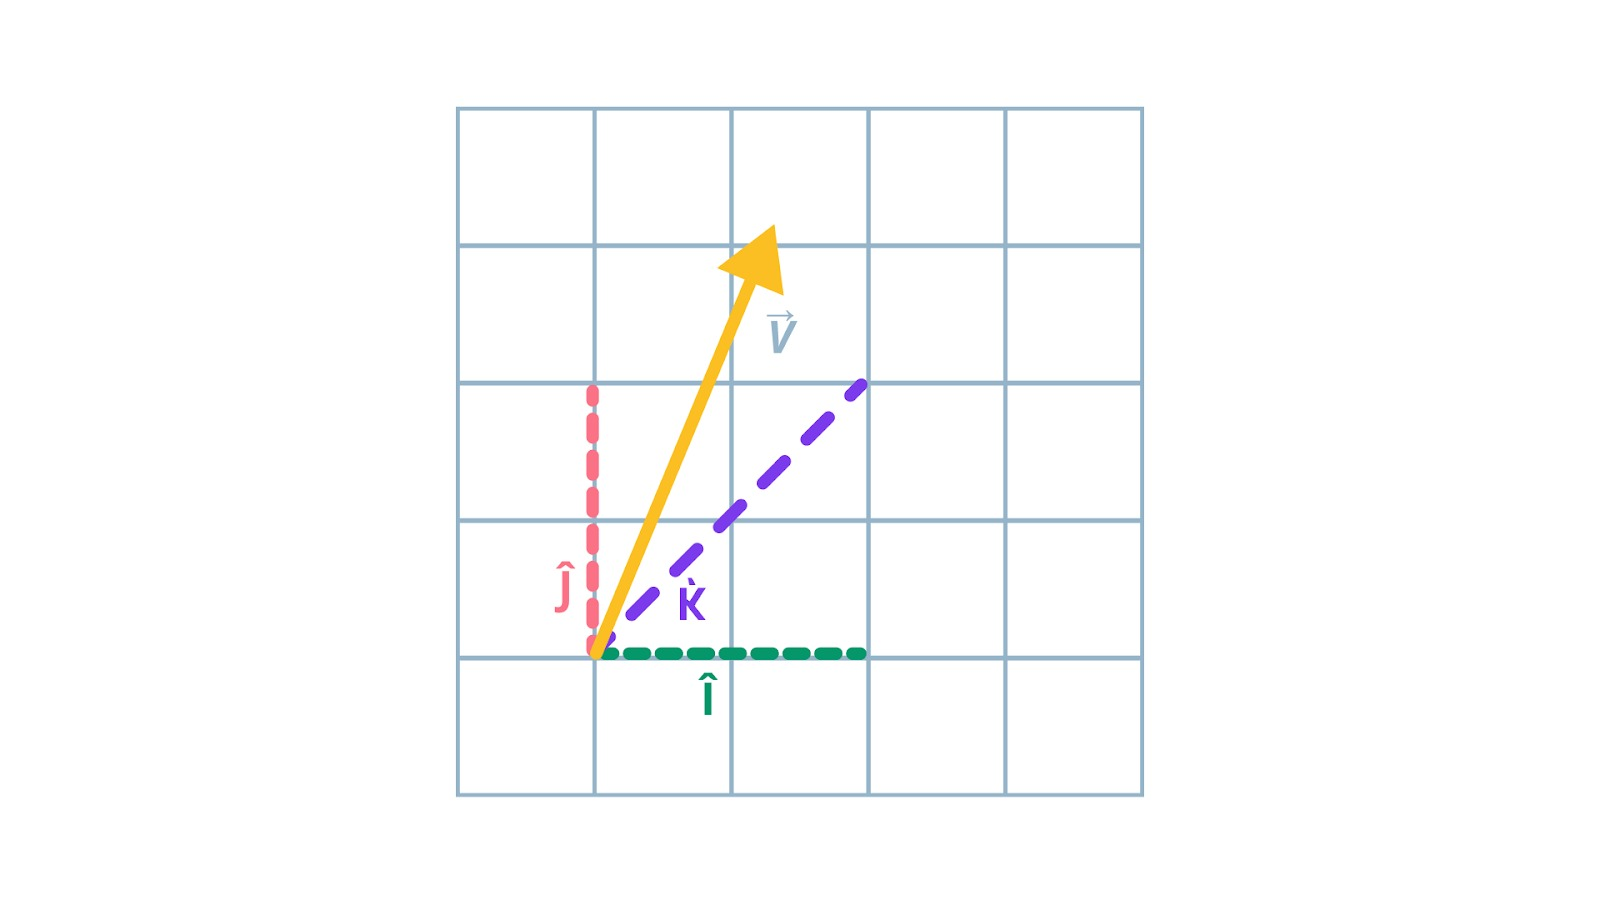 v⃗
ĵ
k̀
î